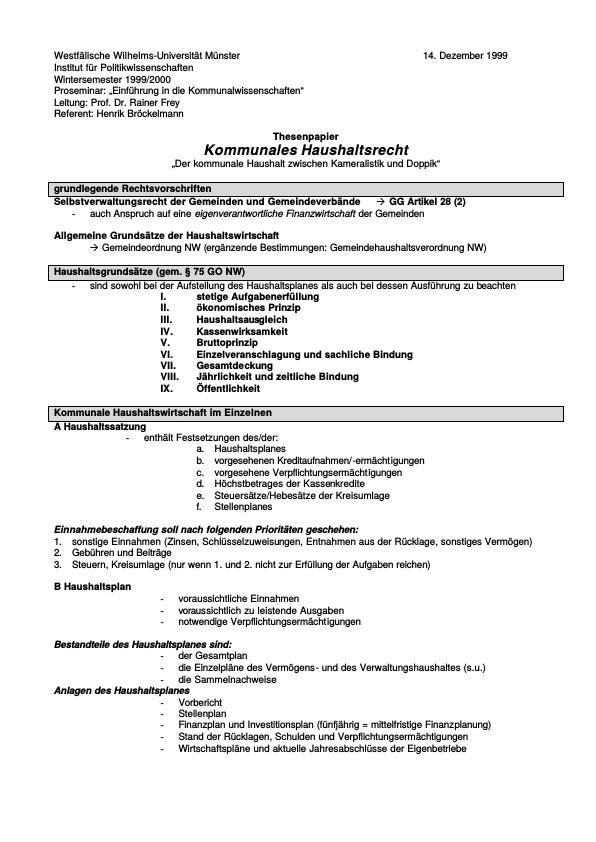 Westfälische Wilhelms-Universität Münster 14. Dezember 1999
Institut für Politikwissenschaften
Wintersemester 1999/2000
Proseminar: „Einführung in die Kommunalwissenschaften“
Leitung: Prof. Dr. Rainer Frey
Referent: Henrik Bröckelmann
Thesenpapier
Kommunales Haushaltsrecht
„Der kommunale Haushalt zwischen Kameralistik und Doppik“
grundlegende Rechtsvorschriften
Selbstverwaltungsrecht der Gemeinden und Gemeindeverbände → GG Artikel 28 (2)
- auch Anspruch auf eine eigenverantwortliche Finanzwirtschaft der Gemeinden
Allgemeine Grundsätze der Haushaltswirtschaft
→ Gemeindeordnung NW (ergänzende Bestimmungen: Gemeindehaushaltsverordnung NW)
Haushaltsgrundsätze (gem. § 75 GO NW)
- sind sowohl bei der Aufstellung des Haushaltsplanes als auch bei dessen Ausführung zu beachten
I. stetige Aufgabenerfüllung
II. ökonomisches Prinzip
III. Haushaltsausgleich
IV. Kassenwirksamkeit
V. Bruttoprinzip
VI. Einzelveranschlagung und sachliche Bindung
VII. Gesamtdeckung
VIII. Jährlichkeit und zeitliche Bindung
IX. Öffentlichkeit
Kommunale Haushaltswirtschaft im Einzelnen
A Haushaltssatzung
- enthält Festsetzungen des/der:
a. Haushaltsplanes
b. vorgesehenen Kreditaufnahmen/-ermächtigungen
c. vorgesehene Verpflichtungsermächtigungen
d. Höchstbetrages der Kassenkredite
e. Steuersätze/Hebesätze der Kreisumlage
f. Stellenplanes
Einnahmebeschaffung soll nach folgenden Prioritäten geschehen:
1. sonstige Einnahmen (Zinsen, Schlüsselzuweisungen, Entnahmen aus der Rücklage, sonstiges Vermögen)
2. Gebühren und Beiträge
3. Steuern, Kreisumlage (nur wenn 1. und 2. nicht zur Erfüllung der Aufgaben reichen)
B Haushaltsplan
- voraussichtliche Einnahmen
- voraussichtlich zu leistende Ausgaben
- notwendige Verpflichtungsermächtigungen
Bestandteile des Haushaltsplanes sind:
- der Gesamtplan
- die Einzelpläne des Vermögens- und des Verwaltungshaushaltes (s.u.)
- die Sammelnachweise
Anlagen des Haushaltsplanes
- Vorbericht
- Stellenplan
- Finanzplan und Investitionsplan (fünfjährig = mittelfristige Finanzplanung)
- Stand der Rücklagen, Schulden und Verpflichtungsermächtigungen
- Wirtschaftspläne und aktuelle Jahresabschlüsse der Eigenbetriebe